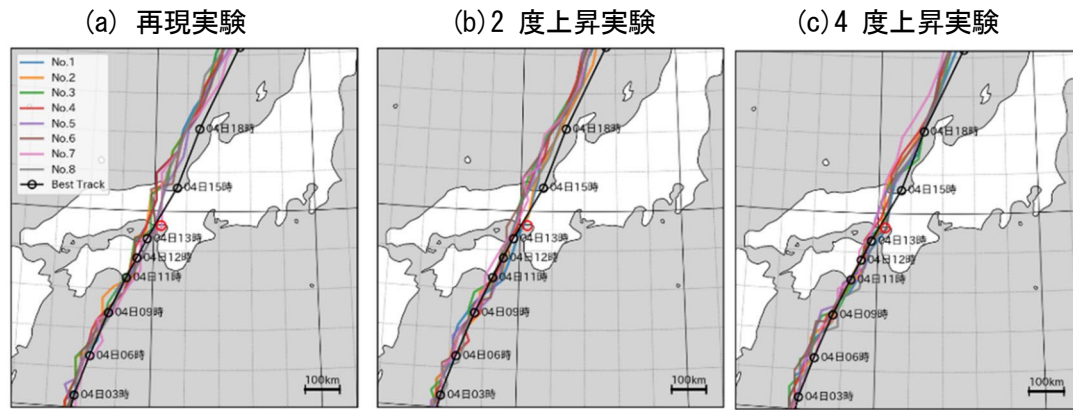 (a) 再現実験
(b)2 度上昇実験
(c)4 度上昇実験
No.1
No.2
No.3
No.4
No.5
No.6
No.7
No.8
Best Track
04日18時
04日15時
04日13時
04日12時
04日11時
04日09時
04日06時
04日03時
100km
04日18時
04日15時
04日13時
04日12時
04日11時
04日09時
04日06時
04日03時
100km
04日18時
04日15時
04日13時
04日12時
04日11時
04日09時
04日06時
04日03時
100km